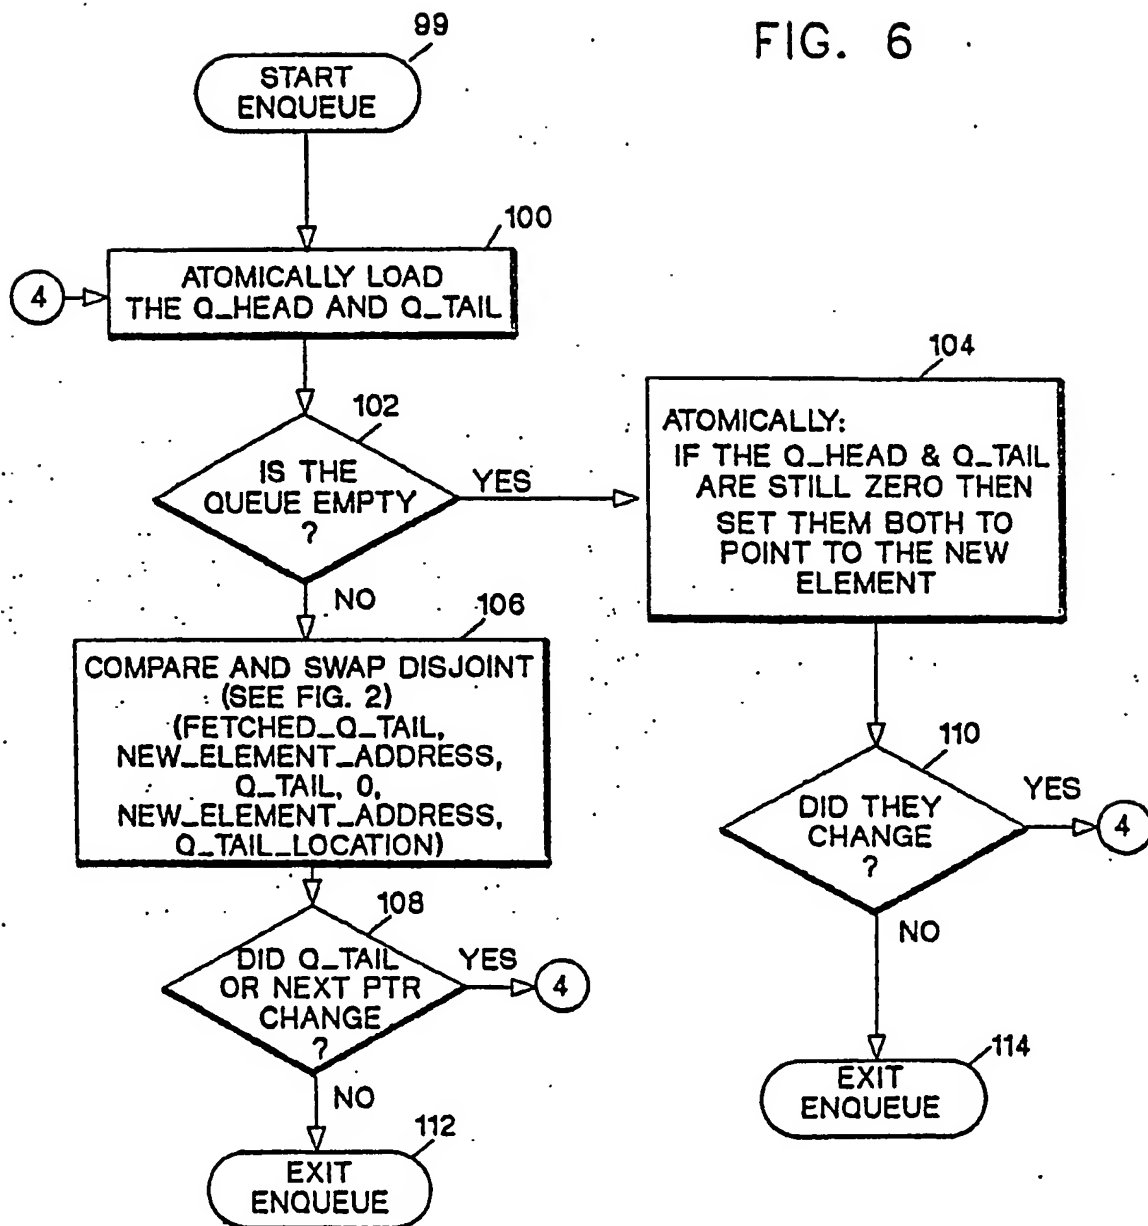 FIG. 6
99
START
ENQUEUE
100
4
ATOMICALLY LOAD
THE Q_HEAD AND Q_TAIL
102
IS THE
QUEUE EMPTY
?
YES
NO
104
ATOMICALLY:
IF THE Q_HEAD & Q_TAIL
ARE STILL ZERO THEN
SET THEM BOTH TO
POINT TO THE NEW
ELEMENT
106
COMPARE AND SWAP DISJOINT
(SEE FIG. 2)
(FETCHED_Q_TAIL,
NEW_ELEMENT_ADDRESS,
Q_TAIL, 0,
NEW_ELEMENT_ADDRESS,
Q_TAIL_LOCATION)
110
DID THEY
CHANGE
?
YES
4
NO
108
DID Q_TAIL
OR NEXT PTR
CHANGE
?
YES
4
NO
114
EXIT
ENQUEUE
112
EXIT
ENQUEUE